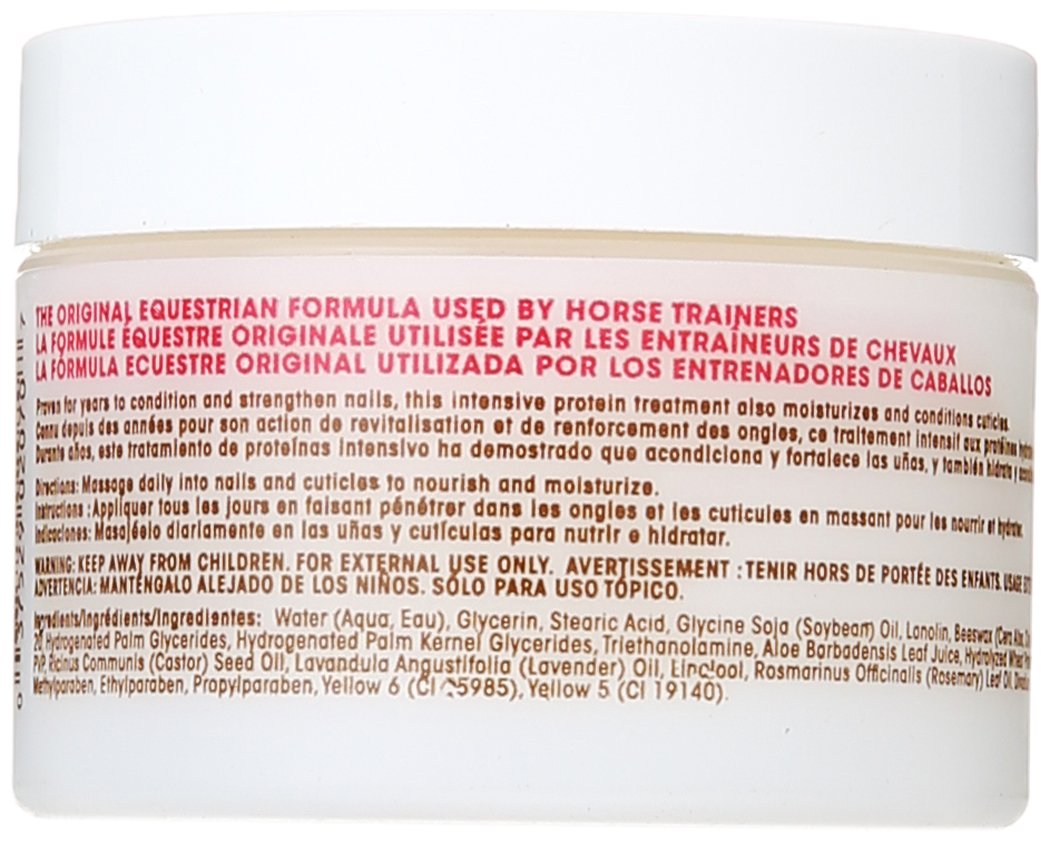 THE ORIGINAL EQUESTRIAN FORMULA USED BY HORSE TRAINERS
LA FORMULE ÉQUESTRE ORIGINALE UTILISÉE PAR LES ENTRAÎNEURS DE CHEVAUX
LA FÓRMULA ECUESTRE ORIGINAL UTILIZADA POR LOS ENTRENADORES DE CABALLOS
Proven for years to condition and strengthen nails, this intensive protein treatment also moisturizes and conditions cuticles.
Connu depuis des années pour son action de revitalisation et de renforcement des ongles, ce traitement intensif aux protéines
Durante años, este tratamiento de proteínas intensivo ha demostrado que acondiciona y fortalece las uñas, y también hidrata y
Directions: Massage daily into nails and cuticles to nourish and moisturize.
Instructions : Appliquer tous les jours en faisant pénétrer dans les ongles et les cuticules en massant pour les nourrir et hydrater.
Indicaciones: Masajéelo diariamente en las uñas y cutículas para nutrir e hidratar.
WARNING: KEEP AWAY FROM CHILDREN. FOR EXTERNAL USE ONLY. AVERTISSEMENT : TENIR HORS DE PORTÉE DES ENFANTS. USAGE
ADVERTENCIA: MANTÉNGALO ALEJADO DE LOS NIÑOS. SÓLO PARA USO TÓPICO.
Ingredients/Ingrédients/Ingredientes: Water (Aqua, Eau), Glycerin, Stearic Acid, Glycine Soja (Soybean) Oil, Lanolin, Beeswax (Cera Alba,
20, Hydrogenated Palm Glycerides, Hydrogenated Palm Kernel Glycerides, Triethanolamine, Aloe Barbadensis Leaf Juice, Hydrolyzed Wheat
PVP, Ricinus Communis (Castor) Seed Oil, Lavandula Angustifolia (Lavender) Oil, Linalool, Rosmarinus Officinalis (Rosemary) Leaf Oil,
Methylparaben, Ethylparaben, Propylparaben, Yellow 6 (CI 15985), Yellow 5 (CI 19140).